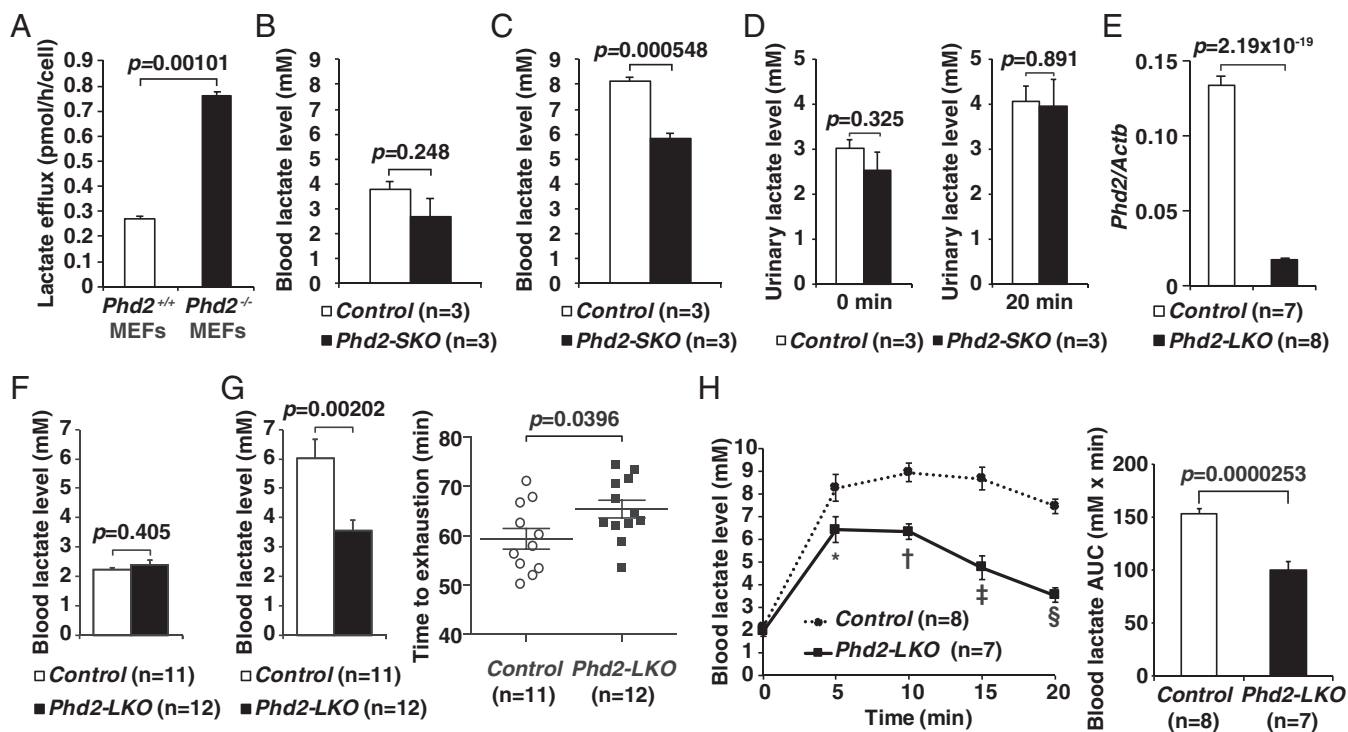 A
Lactate efflux (pmol/h/cell)
0.9
0.8
0.7
0.6
0.5
0.4
0.3
0.2
0.1
0
p=0.00101
Phd2+/+ Phd2-/-
MEFs MEFs
B
Blood lactate level (mM)
9
8
7
6
5
4
3
2
1
0
p=0.248
Control (n=3)
Phd2-SKO (n=3)
C
Blood lactate level (mM)
9
8
7
6
5
4
3
2
1
0
p=0.000548
Control (n=3)
Phd2-SKO (n=3)
D
Urinary lactate level (mM)
5
4
3
2
1
0
p=0.325
0 min
Urinary lactate level (mM)
5
4
3
2
1
0
p=0.891
20 min
Control (n=3) Phd2-SKO (n=3)
E
Phd2/Actb
0.15
0.10
0.05
0
p=2.19x10-19
Control (n=7)
Phd2-LKO (n=8)
F
Blood lactate level (mM)
7
6
5
4
3
2
1
0
p=0.405
Control (n=11)
Phd2-LKO (n=12)
G
Blood lactate level (mM)
7
6
5
4
3
2
1
0
p=0.00202
Control (n=11)
Phd2-LKO (n=12)
Time to exhaustion (min)
80
70
60
50
40
p=0.0396
Control Phd2-LKO
(n=11) (n=12)
H
Blood lactate level (mM)
10
9
8
7
6
5
4
3
2
1
0
* † ‡ §
Control (n=8)
Phd2-LKO (n=7)
0 5 10 15 20
Time (min)
Blood lactate AUC (mM x min)
200
150
100
50
0
p=0.0000253
Control Phd2-LKO
(n=8) (n=7)